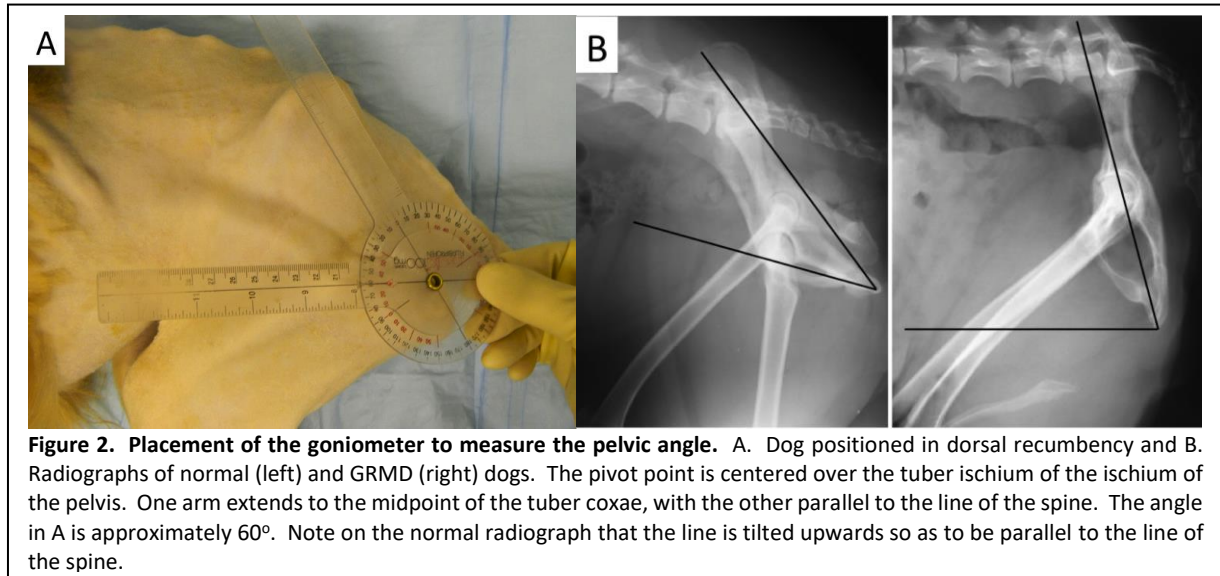 A
B
Figure 2. Placement of the goniometer to measure the pelvic angle. A. Dog positioned in dorsal recumbency and B.
Radiographs of normal (left) and GRMD (right) dogs. The pivot point is centered over the tuber ischium of the ischium of
the pelvis. One arm extends to the midpoint of the tuber coxae, with the other parallel to the line of the spine. The angle
in A is approximately 60o. Note on the normal radiograph that the line is tilted upwards so as to be parallel to the line of
the spine.